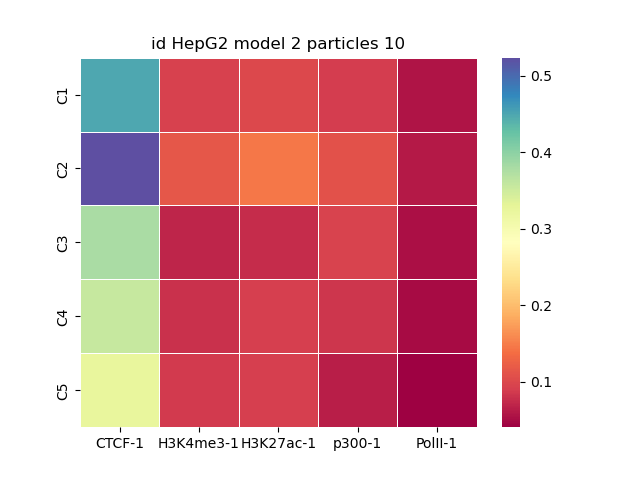 id HepG2 model 2 particles 10
C1
C2
C3
C4
C5
CTCF-1 H3K4me3-1 H3K27ac-1 p300-1 PolII-1
0.5
0.4
0.3
0.2
0.1